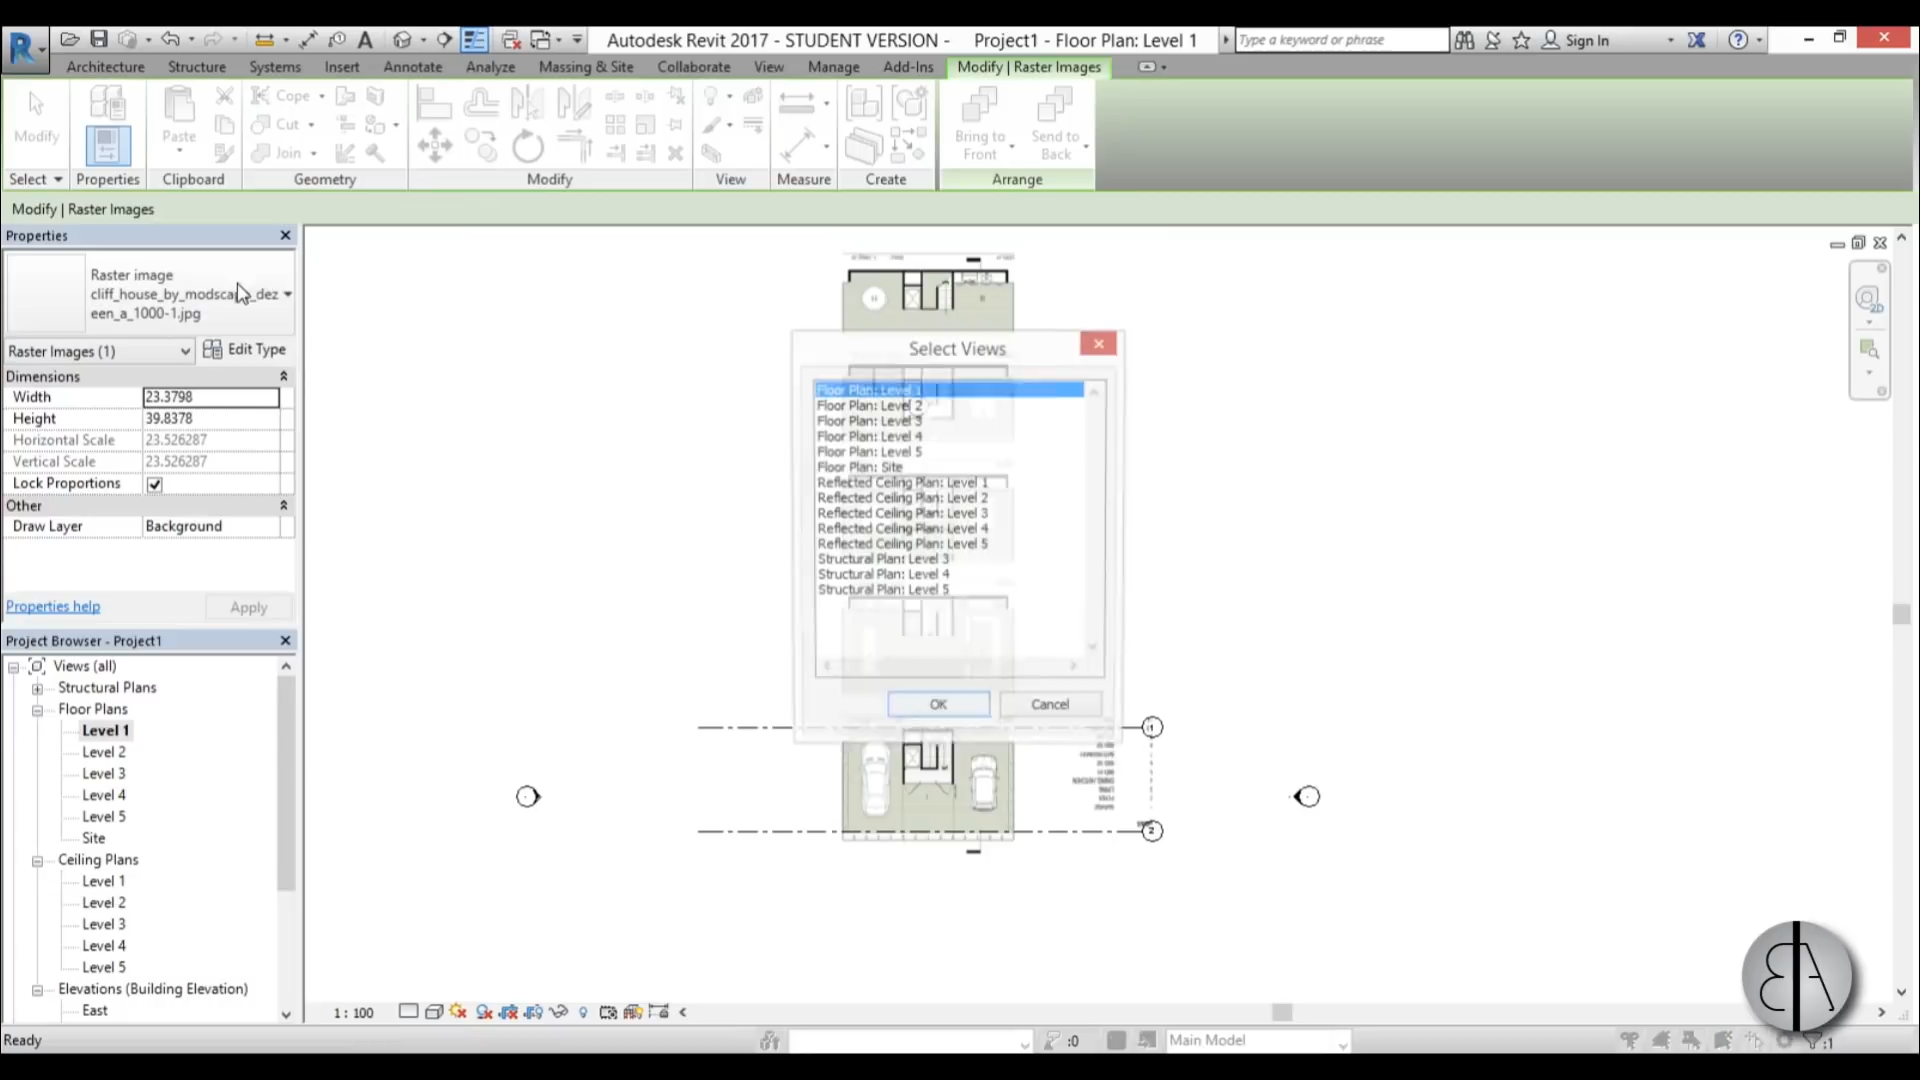 Autodesk Revit 2017 - STUDENT VERSION - Project1 - Floor Plan: Level 1
Type a keyword or phrase
Sign In
Architecture Structure Systems Insert Annotate Analyze Massing & Site Collaborate View Manage Add-Ins Modify | Raster Images
Modify
Paste
Cope
Cut
Join
Bring to Front
Send to Back
Select Properties Clipboard Geometry Modify View Measure Create Arrange
Modify | Raster Images
Properties
Raster image
cliff_house_by_modscap_dez
een_a_1000-1.jpg
Raster Images (1) Edit Type
Dimensions
Width 23.3798
Height 39.8378
Horizontal Scale 23.526287
Vertical Scale 23.526287
Lock Proportions
Other
Draw Layer Background
Properties help Apply
Project Browser - Project1
Views (all)
Structural Plans
Floor Plans
Level 1
Level 2
Level 3
Level 4
Level 5
Site
Ceiling Plans
Level 1
Level 2
Level 3
Level 4
Level 5
Elevations (Building Elevation)
East
Select Views
Floor Plan: Level 1
Floor Plan: Level 2
Floor Plan: Level 3
Floor Plan: Level 4
Floor Plan: Level 5
Floor Plan: Site
Reflected Ceiling Plan: Level 1
Reflected Ceiling Plan: Level 2
Reflected Ceiling Plan: Level 3
Reflected Ceiling Plan: Level 4
Reflected Ceiling Plan: Level 5
Structural Plan: Level 3
Structural Plan: Level 4
Structural Plan: Level 5
OK Cancel
1
2
1 : 100
Ready
:0
Main Model
:1